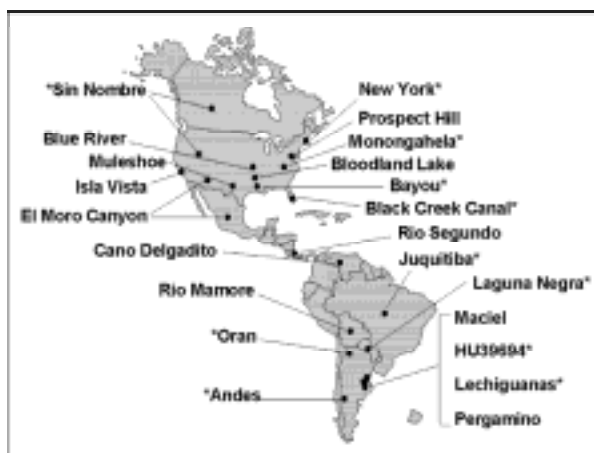 *Sin Nombre
New York*
Prospect Hill
Blue River
Monongahela*
Muleshoe
Bloodland Lake
Isla Vista
Bayou*
El Moro Canyon
Black Creek Canal*
Rio Segundo
Cano Delgadito
Juquitiba*
Laguna Negra*
Rio Mamore
Maciel
*Oran
HU39694*
Lechiguanas*
*Andes
Pergamino